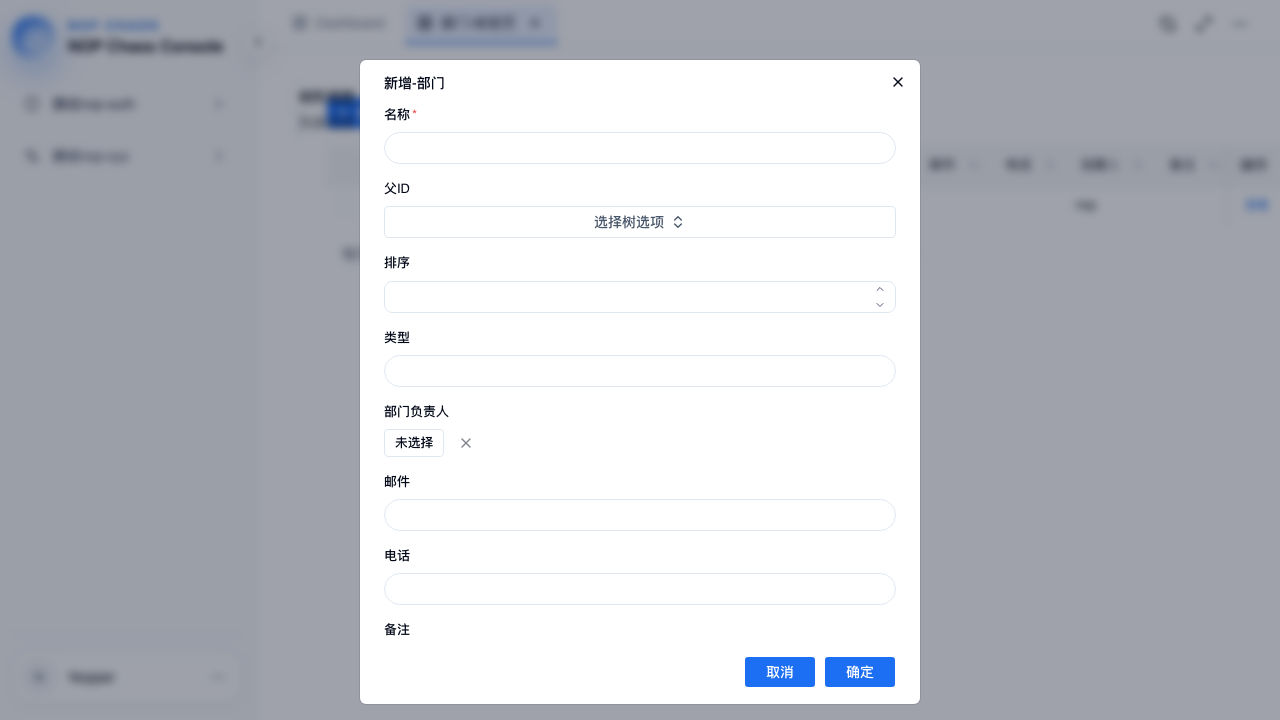 NOP Chaos Console
Dashboard
新增-部门
名称*
父ID
选择树选项
排序
类型
部门负责人
未选择
邮件
电话
备注
取消
确定